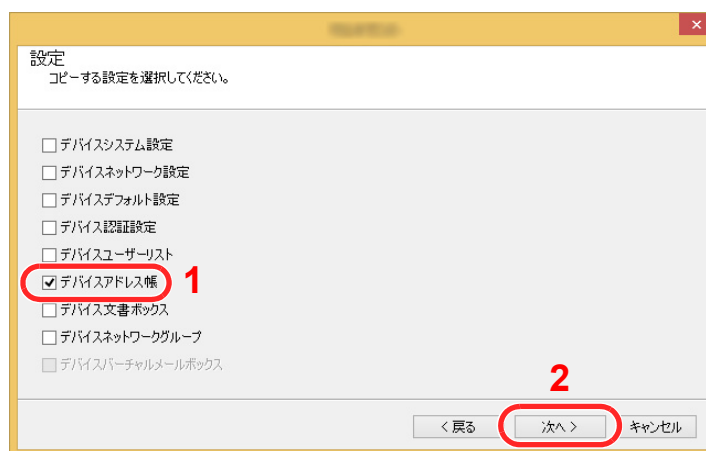 設定
コピーする設定を選択してください。
デバイスシステム設定
デバイスネットワーク設定
デバイスデフォルト設定
デバイス認証設定
デバイスユーザーリスト
デバイスアドレス帳 1
デバイス文書ボックス
デバイスネットワークグループ
デバイスバーチャルメールボックス
2
< 戻る 次へ > キャンセル